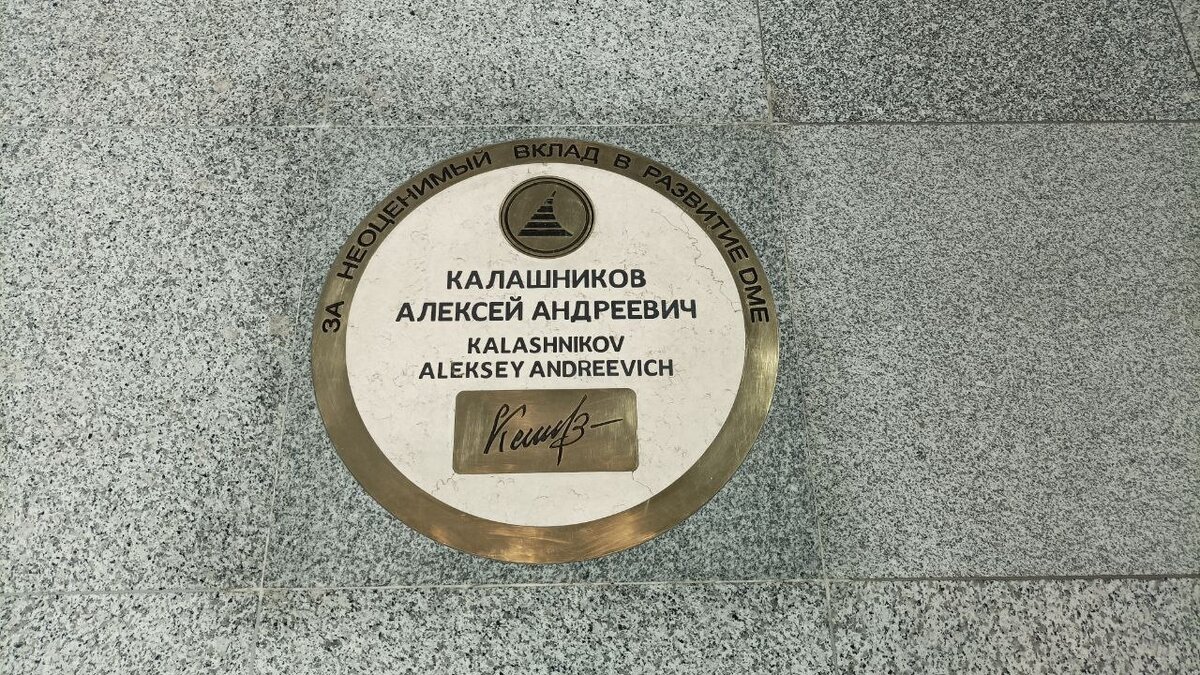 ЗА НЕОЦЕНИМЫЙ ВКЛАД В РАЗВИТИЕ DME
КАЛАШНИКОВ
АЛЕКСЕЙ АНДРЕЕВИЧ
KALASHNIKOV
ALEKSEY ANDREEVICH